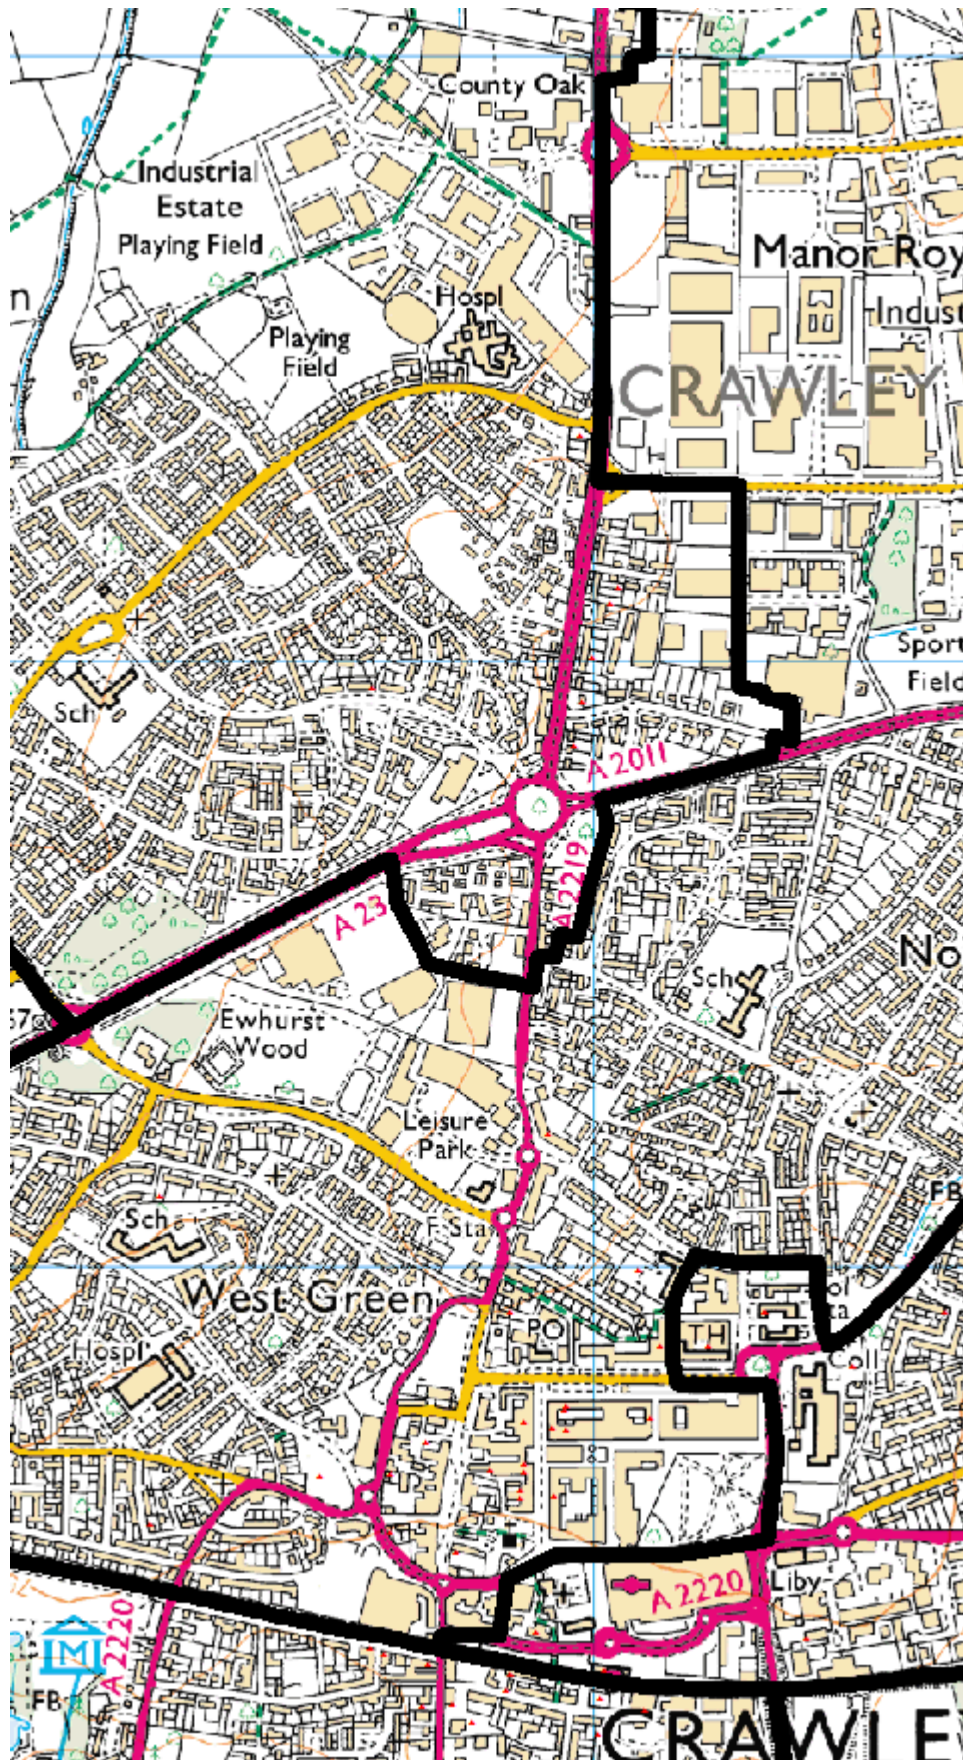 County Oak
Industrial
Estate
Playing Field
Manor Roy
n
Hospl
Indust
Playing
Field
CRAWLEY
Sport
Field
Sch
A 2011
A 2219
A 23
No
Sch
Ewhurst
Wood
Leisure
Park
FB
Sch
F Sta
West Green
PO
TH
Hospl
Coll
A 2220
Liby
M
A 2220
FB
CRAWLE